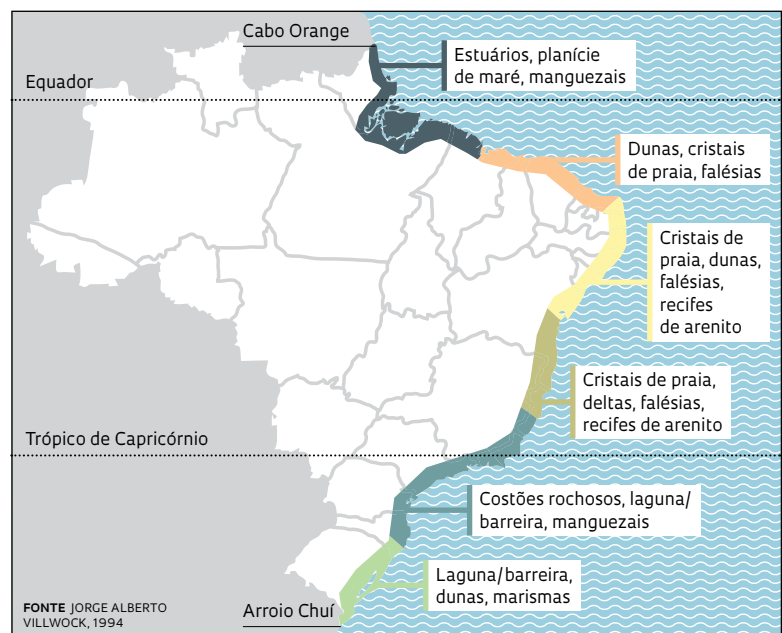 Cabo Orange
Estuários, planície
de maré, manguezais
Equador
Dunas, cristais
de praia, falésias
Cristais de
praia, dunas,
falésias,
recifes
de arenito
Cristais de praia,
deltas, falésias,
recifes de arenito
Trópico de Capricórnio
Costões rochosos, laguna/
barreira, manguezais
Laguna/barreira,
dunas, marismas
FONTE JORGE ALBERTO
VILLWOCK, 1994
Arroio Chuí